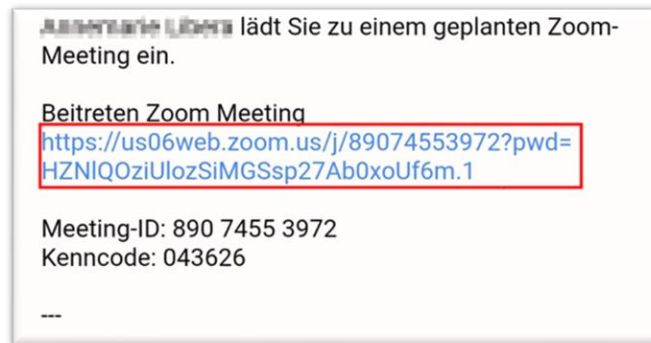 lädt Sie zu einem geplanten Zoom-
Meeting ein.
Beitreten Zoom Meeting
https://us06web.zoom.us/j/89074553972?pwd=
HZNlQOziUlozSiMGSsp27Ab0xoUf6m.1
Meeting-ID: 890 7455 3972
Kenncode: 043626
---